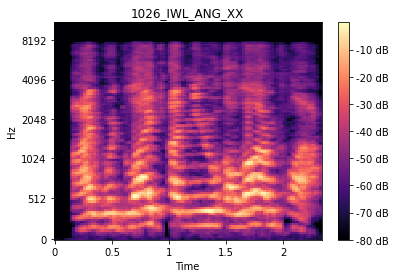 1026_IWL_ANG_XX
8192
4096
2048
1024
512
0
Hz
0
0.5
1
1.5
2
Time
-10 dB
-20 dB
-30 dB
-40 dB
-50 dB
-60 dB
-70 dB
-80 dB